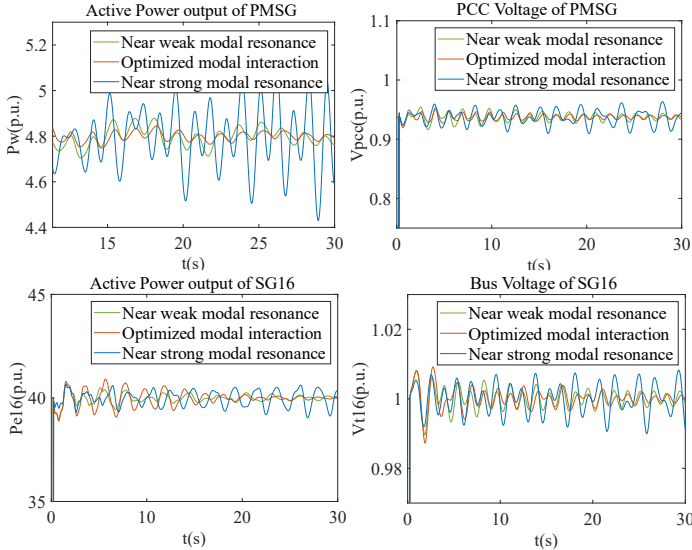 Active Power output of PMSG
5.2
5
4.8
4.6
4.4
Pw(p.u.)
Near weak modal resonance
Optimized modal interaction
Near strong modal resonance
15
20
25
30
t(s)
PCC Voltage of PMSG
1.1
1
0.9
0.8
Vpcc(p.u.)
Near weak modal resonance
Optimized modal interaction
Near strong modal resonance
0
10
20
30
t(s)
Active Power output of SG16
45
40
35
Pe16(p.u.)
Near weak modal resonance
Optimized modal interaction
Near strong modal resonance
0
10
20
30
t(s)
Bus Voltage of SG16
1.02
1
0.98
Vt16(p.u.)
Near weak modal resonance
Optimized modal interaction
Near strong modal resonance
0
10
20
30
t(s)